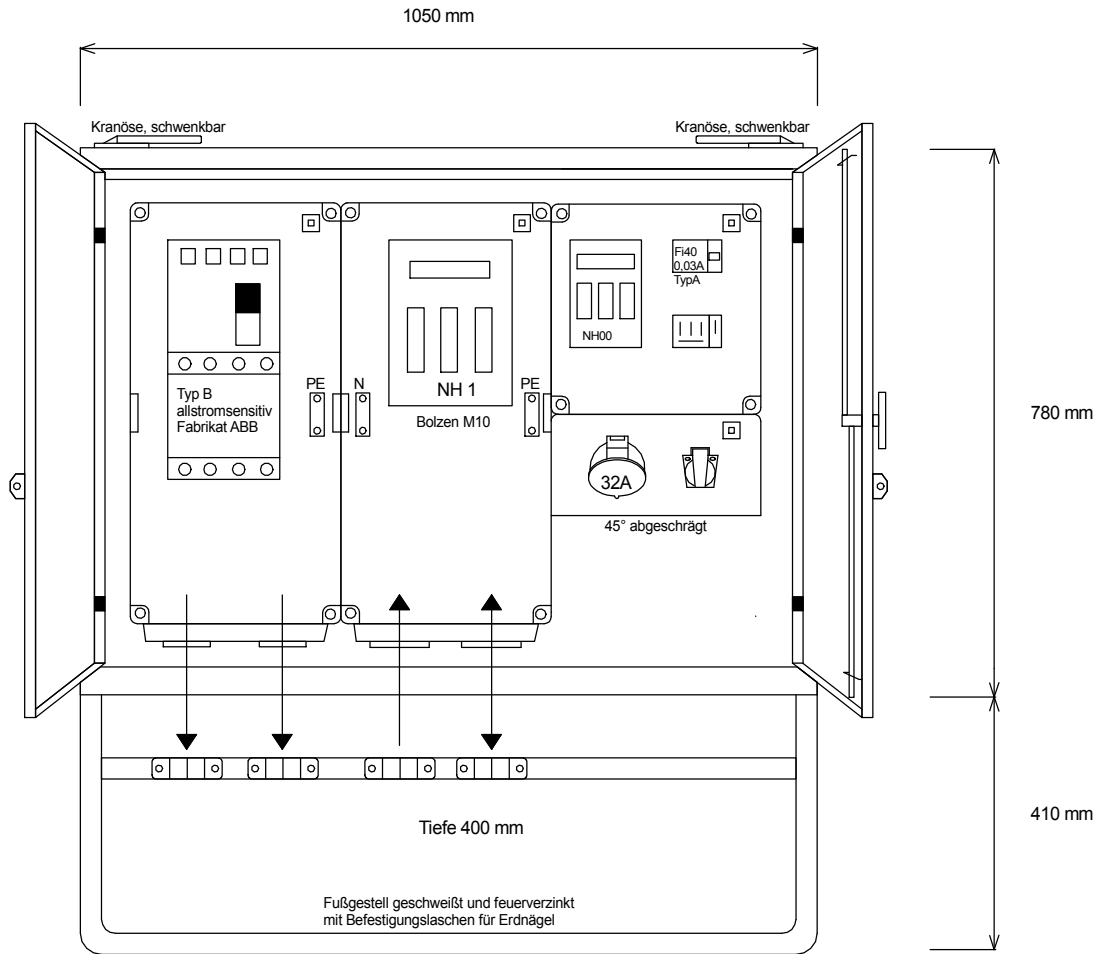 1050 mm
Kranöse, schwenkbar
Kranöse, schwenkbar
Fi40
0,03A
TypA
NH00
Typ B
allstromsensitiv
Fabrikat ABB
PE
N
NH 1
PE
Bolzen M10
780 mm
32A
45° abgeschrägt
Tiefe 400 mm
410 mm
Fußgestell geschweißt und feuerverzinkt
mit Befestigungslaschen für Erdnägel